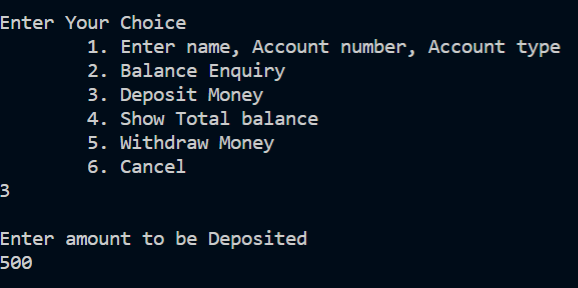 Enter Your Choice
1. Enter name, Account number, Account type
2. Balance Enquiry
3. Deposit Money
4. Show Total balance
5. Withdraw Money
6. Cancel
3
Enter amount to be Deposited
500